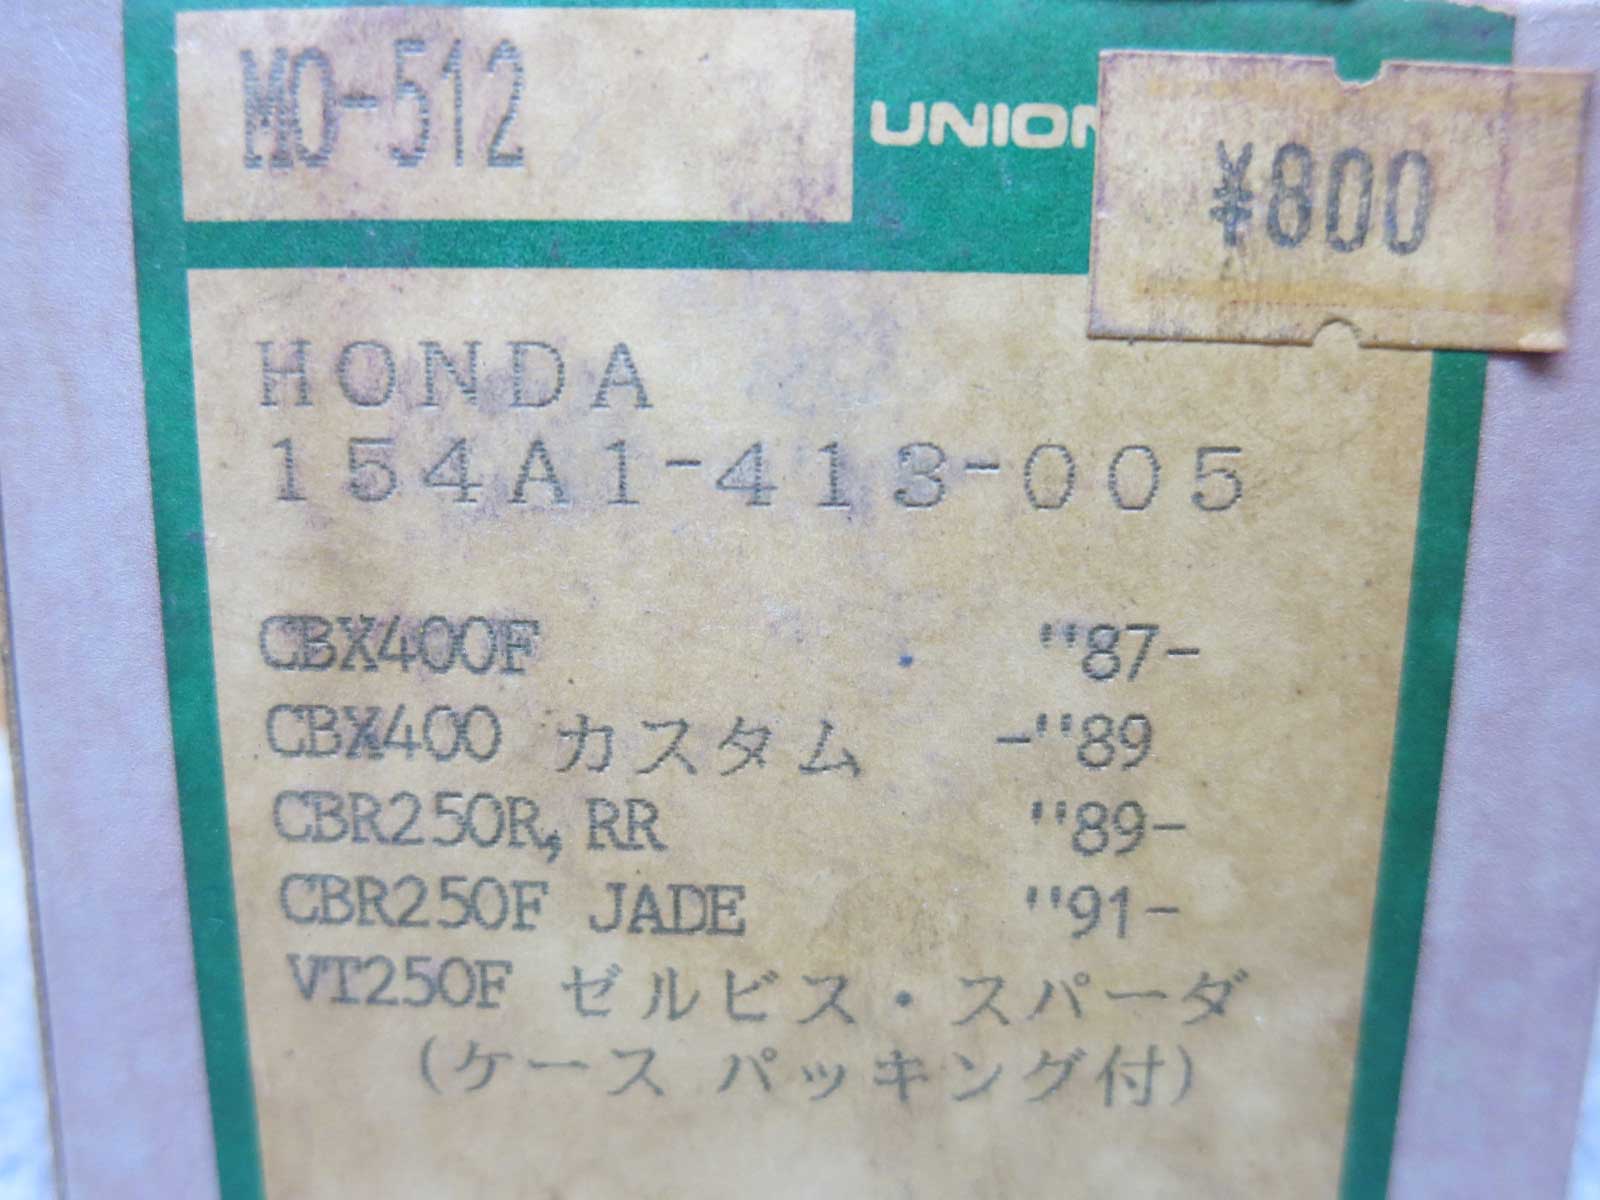 MO-512
UNION
¥800
HONDA
154A1-413-005
CBX400F "87-
CBX400 カスタム -"89
CBR250R, RR "89-
CBR250F JADE "91-
VT250F ゼルビス・スパーダ
(ケース パッキング付)